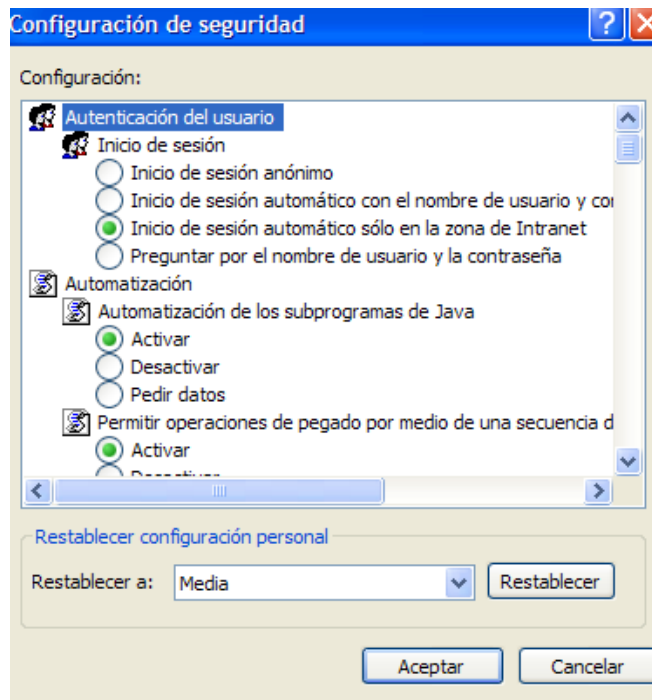 Configuración de seguridad
Configuración:
Autenticación del usuario
Inicio de sesión
Inicio de sesión anónimo
Inicio de sesión automático con el nombre de usuario y con
Inicio de sesión automático sólo en la zona de Intranet
Preguntar por el nombre de usuario y la contraseña
Automatización
Automatización de los subprogramas de Java
Activar
Desactivar
Pedir datos
Permitir operaciones de pegado por medio de una secuencia d
Activar
Desactivar
Restablecer configuración personal
Restablecer a: Media Restablecer
Aceptar Cancelar